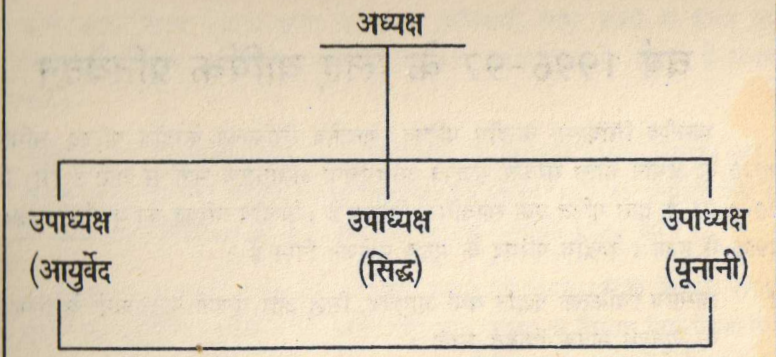 अध्यक्ष
उपाध्यक्ष उपाध्यक्ष उपाध्यक्ष
(आयुर्वेद (सिद्ध) (यूनानी)